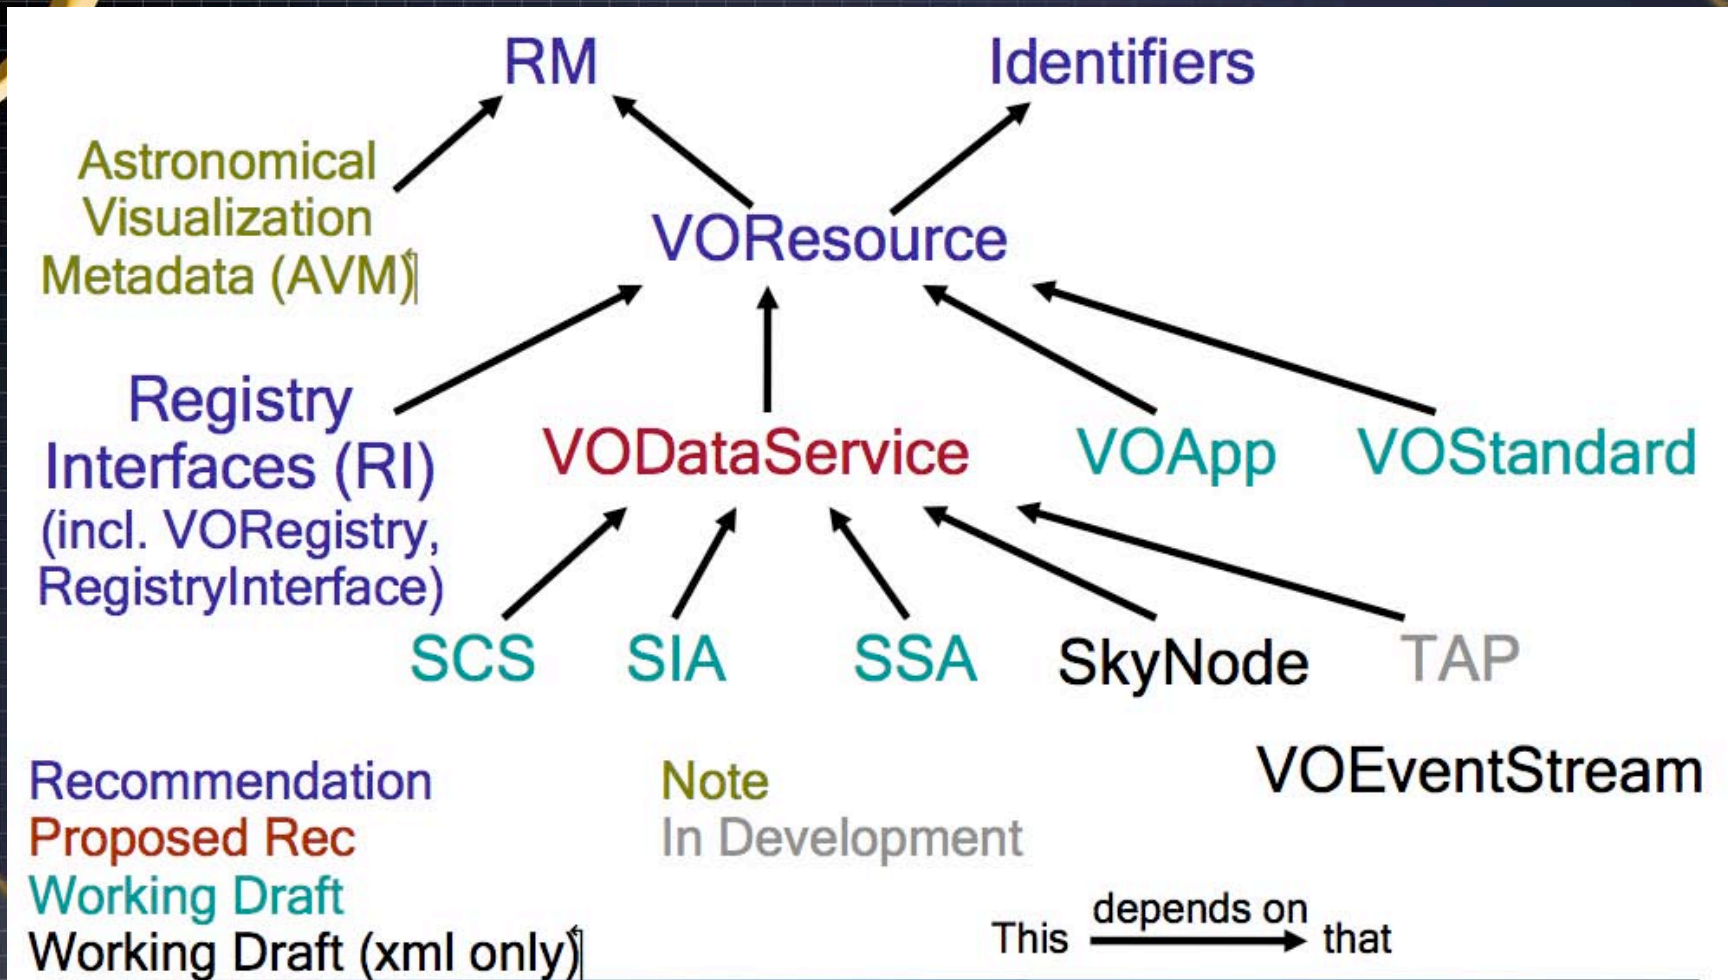 RM
Identifiers
Astronomical
Visualization
Metadata (AVM)
VOResource
Registry
Interfaces (RI)
(incl. VORegistry,
RegistryInterface)
VODataService
VOApp
VOStandard
SCS
SIA
SSA
SkyNode
TAP
VOEventStream
Recommendation
Proposed Rec
Working Draft
Working Draft (xml only)
Note
In Development
This depends on that